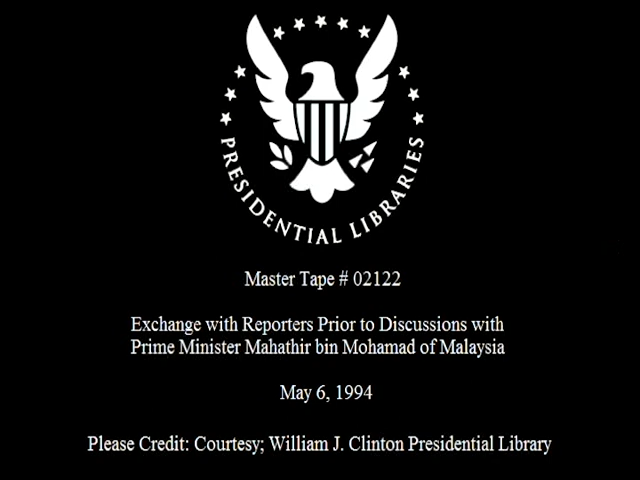 PRESIDENTIAL LIBRARIES
Master Tape # 02122
Exchange with Reporters Prior to Discussions with
Prime Minister Mahathir bin Mohamad of Malaysia
May 6, 1994
Please Credit: Courtesy; William J. Clinton Presidential Library